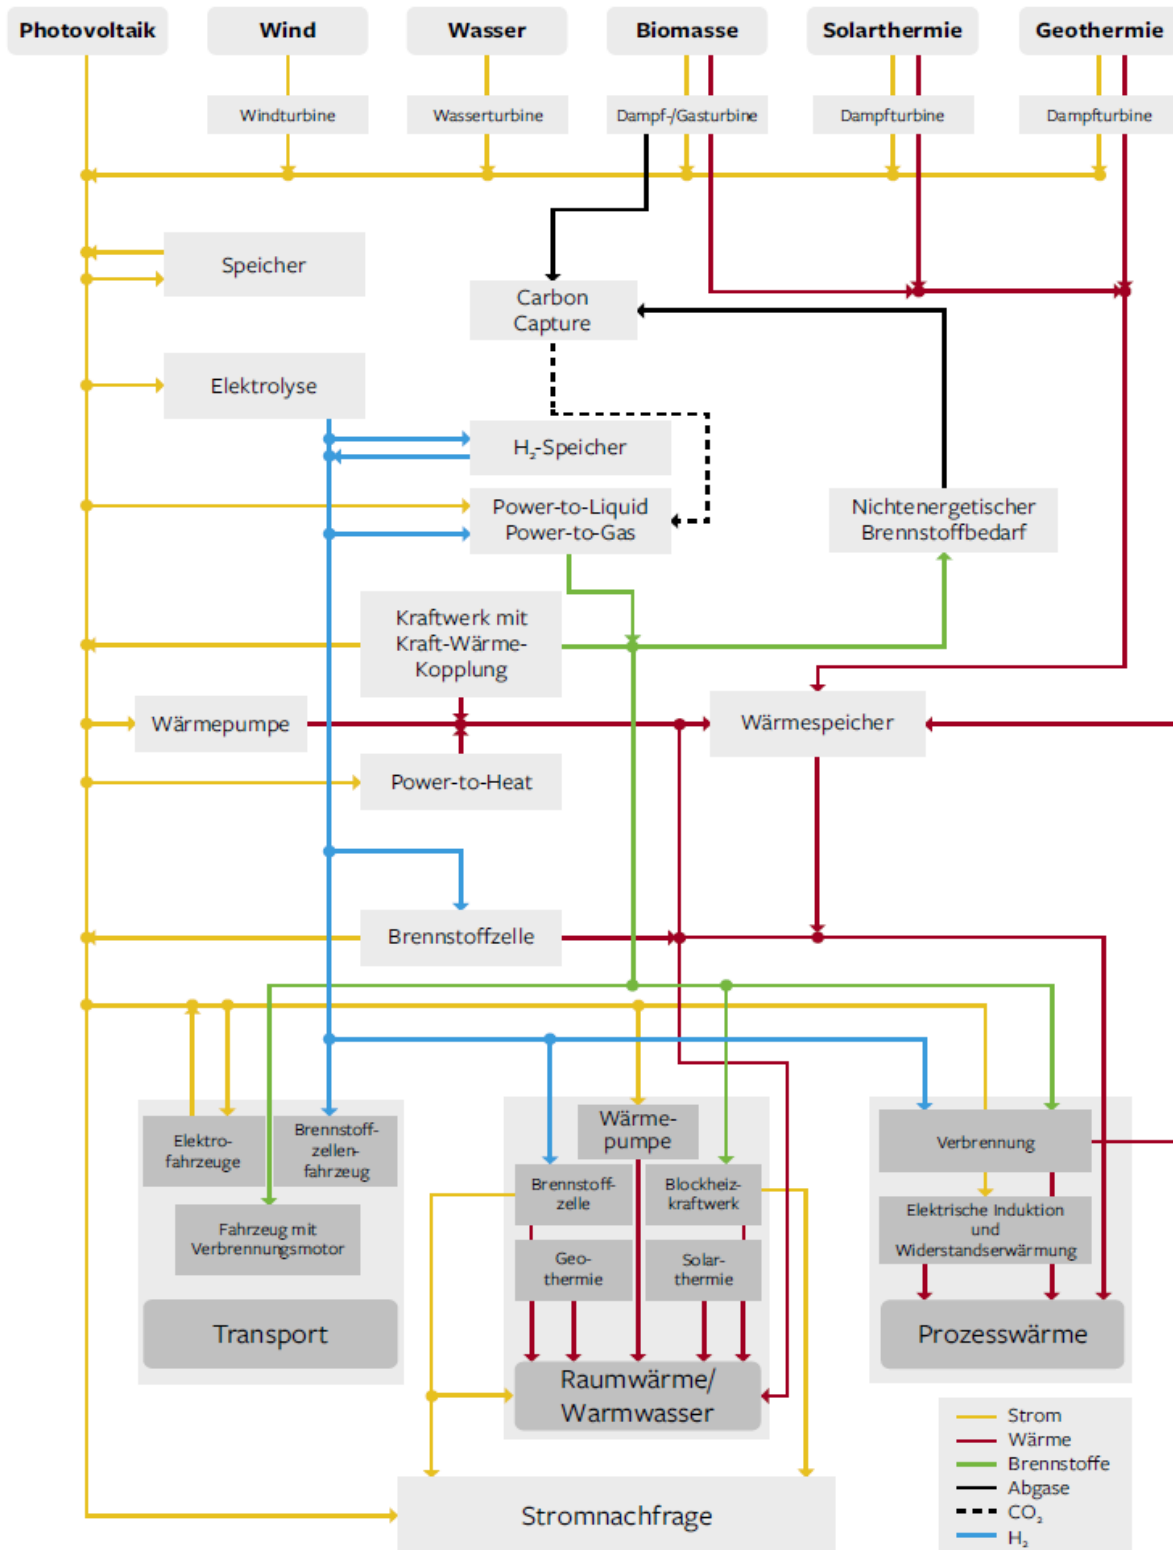 Photovoltaik
Wind
Wasser
Biomasse
Solarthermie
Geothermie
Windturbine
Wasserturbine
Dampf-/Gasturbine
Dampfturbine
Dampfturbine
Speicher
Carbon
Capture
Elektrolyse
H₂-Speicher
Power-to-Liquid
Power-to-Gas
Nichtenergetischer
Brennstoffbedarf
Kraftwerk mit
Kraft-Wärme-
Kopplung
Wärmepumpe
Wärmespeicher
Power-to-Heat
Brennstoffzelle
Elektro-
fahrzeuge
Brennstoff-
zellen-
fahrzeug
Fahrzeug mit
Verbrennungsmotor
Transport
Wärme-
pumpe
Brennstoff-
zelle
Blockheiz-
kraftwerk
Geo-
thermie
Solar-
thermie
Raumwärme/
Warmwasser
Verbrennung
Elektrische Induktion
und
Widerstandserwärmung
Prozesswärme
Strom
Wärme
Brennstoffe
Abgase
CO₂
H₂
Stromnachfrage